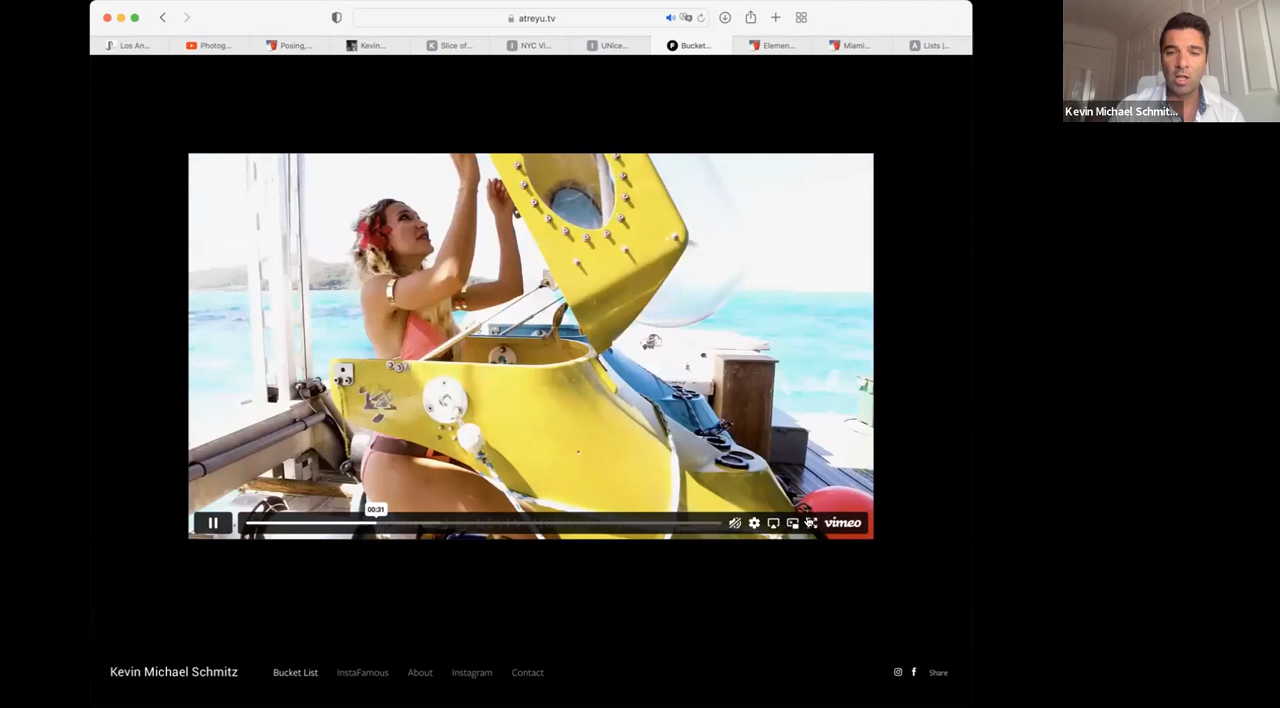 atreyu.tv
Los An...
Photog...
Posing,...
Kevin...
K Slice of...
I NYC Vi...
I UNice...
Bucket...
Elemen...
Miami...
A Lists |...
Kevin Michael Schmit...
00:31
vimeo
Kevin Michael Schmitz
Bucket List
InstaFamous
About
Instagram
Contact
Share